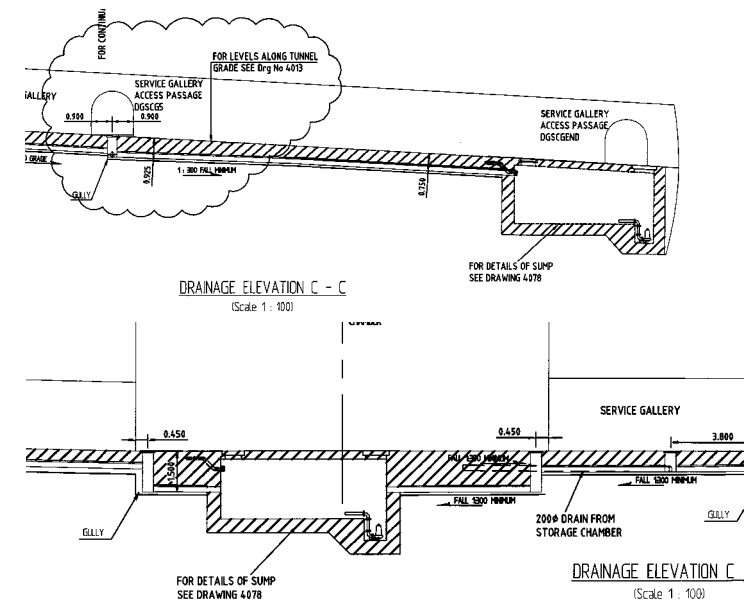 FOR CONTINU
FOR LEVELS ALONG TUNNEL
GRADE SEE Drg No 4013
SERVICE GALLERY
ACCESS PASSAGE
DGSCGS
GALLERY
0.900
0.900
SERVICE GALLERY
ACCESS PASSAGE
DGSCGEND
GRADE
GULLY
0.925
1 : 300 FALL MINIMUM
0.750
FOR DETAILS OF SUMP
SEE DRAWING 4078
DRAINAGE ELEVATION C - C
(Scale 1 : 100)
CHAMBER
SERVICE GALLERY
0.450
0.450
3.800
1.500
FALL 1:300 MINIMUM
FALL 1:300 MINIMUM
FALL 1:300 MINIMUM
GULLY
200ø DRAIN FROM
STORAGE CHAMBER
GULLY
FOR DETAILS OF SUMP
SEE DRAWING 4078
DRAINAGE ELEVATION C
(Scale 1 : 100)